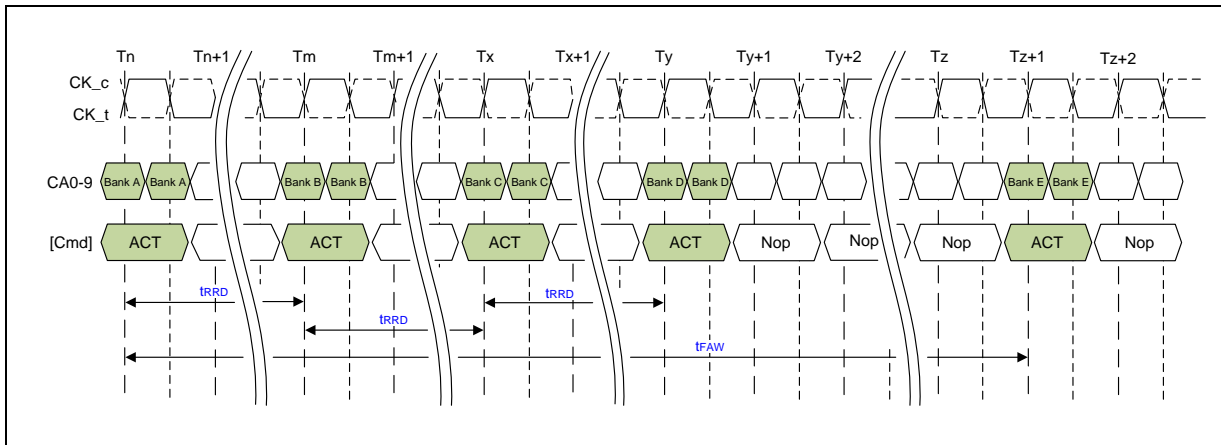 Tn Tn+1 Tm Tm+1 Tx Tx+1 Ty Ty+1 Ty+2 Tz Tz+1 Tz+2
CK_c
CK_t
CA0-9 Bank A Bank A Bank B Bank B Bank C Bank C Bank D Bank D Bank E Bank E
[Cmd] ACT ACT ACT ACT Nop Nop Nop ACT Nop
tRRD tRRD
tRRD
tFAW